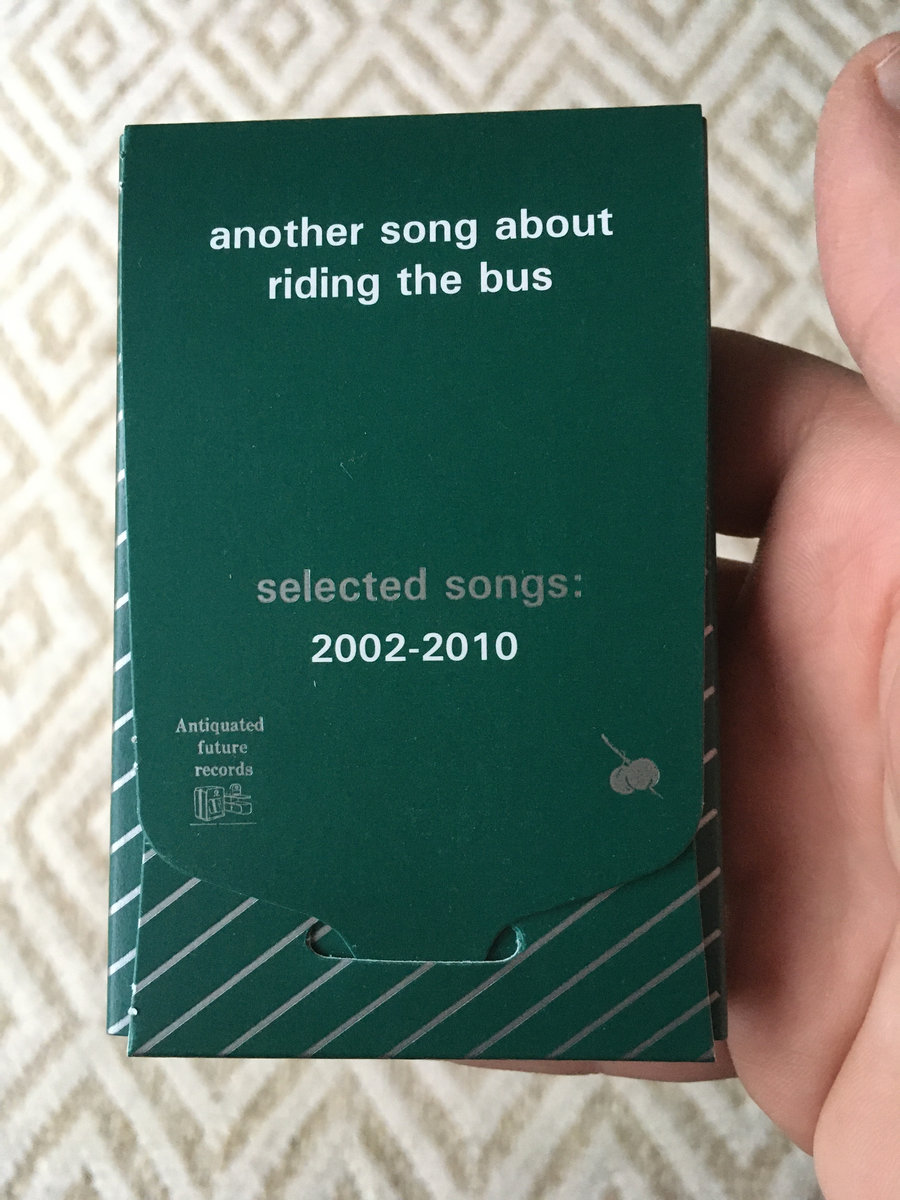 another song about
riding the bus
selected songs:
2002-2010
Antiquated
future
records